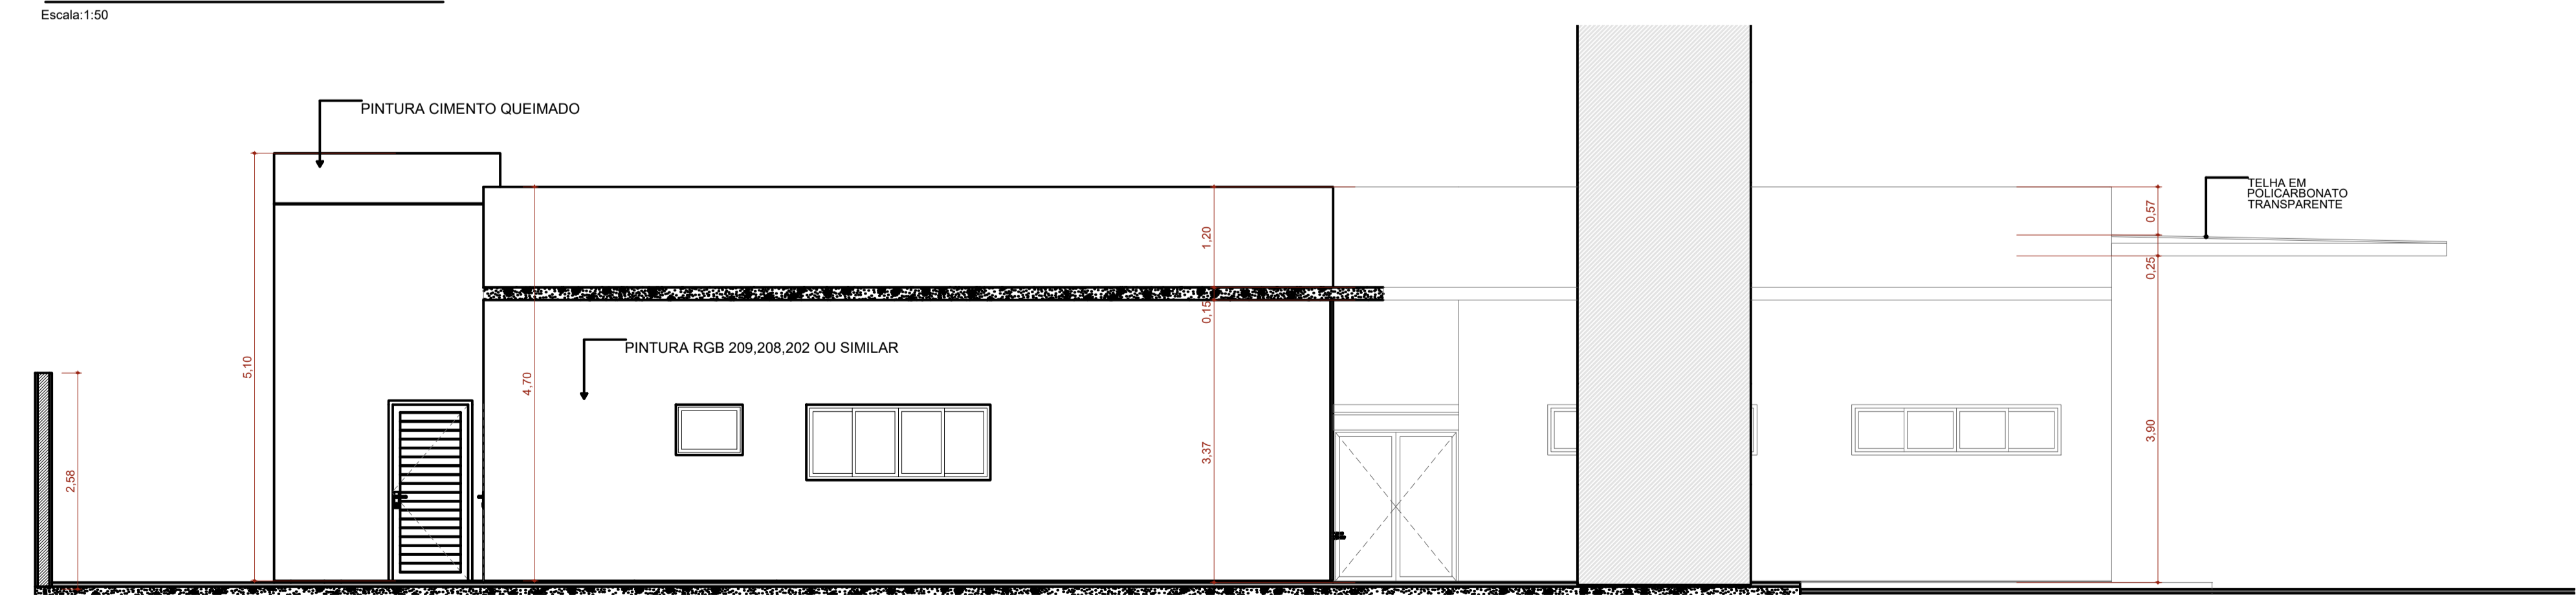 Escala:1:50
PINTURA CIMENTO QUEIMADO
TELHA EM
POLICARBONATO
TRANSPARENTE
0,57
1,20
0,25
0,15
PINTURA RGB 209,208,202 OU SIMILAR
5,10
4,70
3,90
3,37
2,58